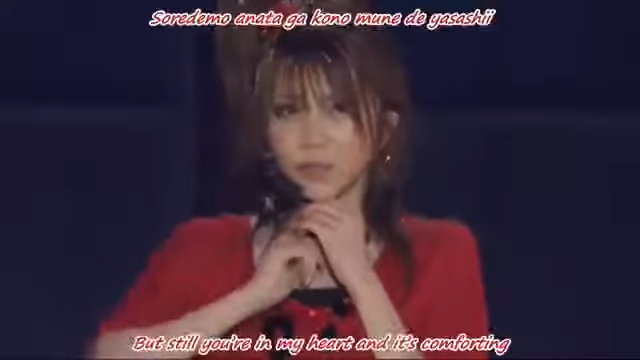 Soredemo anata ga kono mune de yasashii
But still you're in my heart and it's comforting